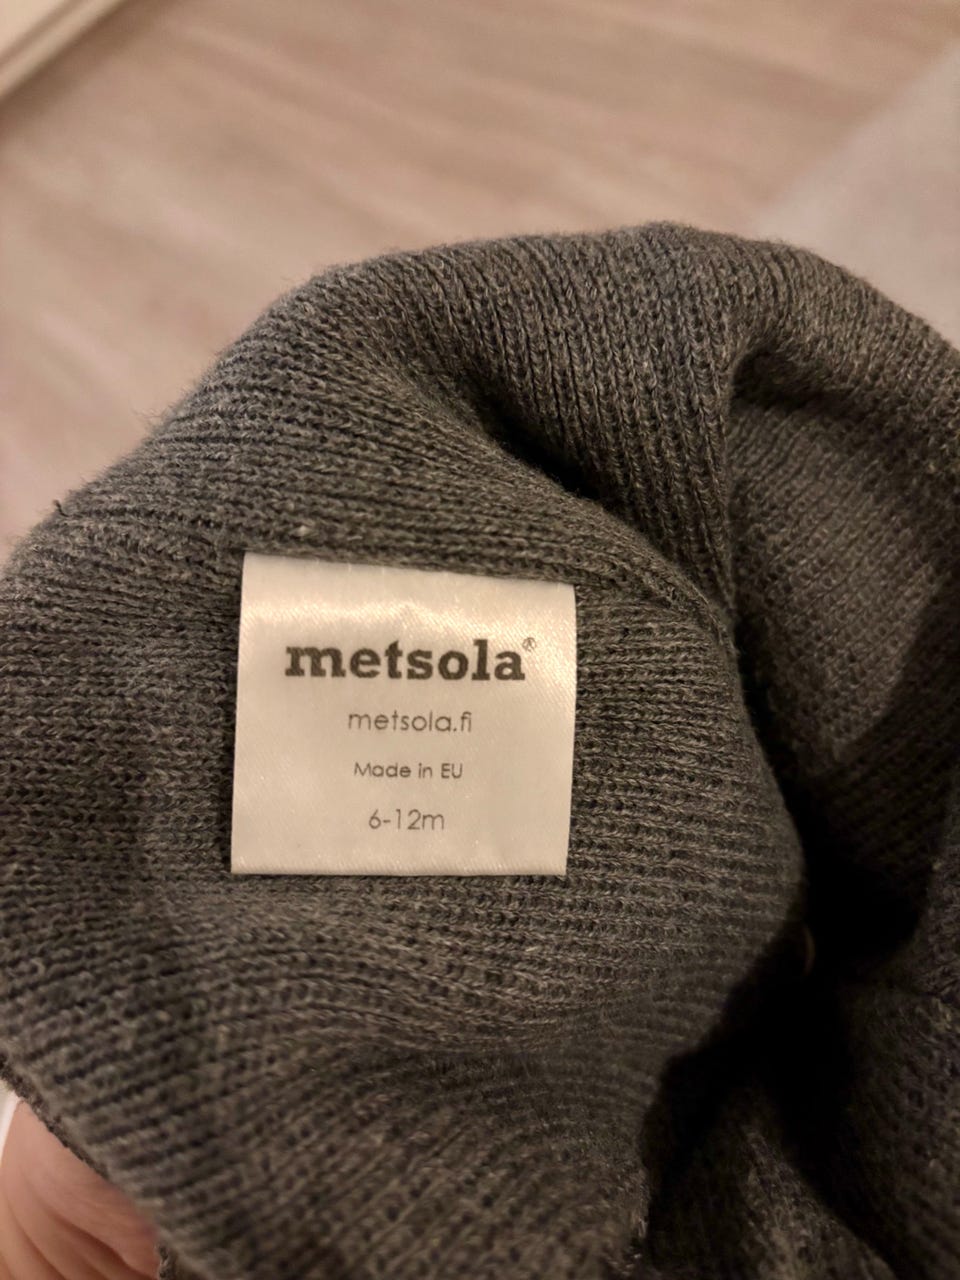 metsola®
metsola.fi
Made in EU
6-12m